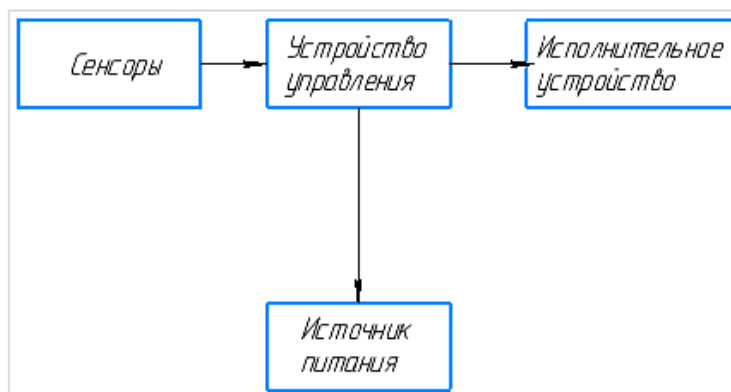 Сенсоры
Устройство
управления
Исполнительное
устройство
Источник
питания